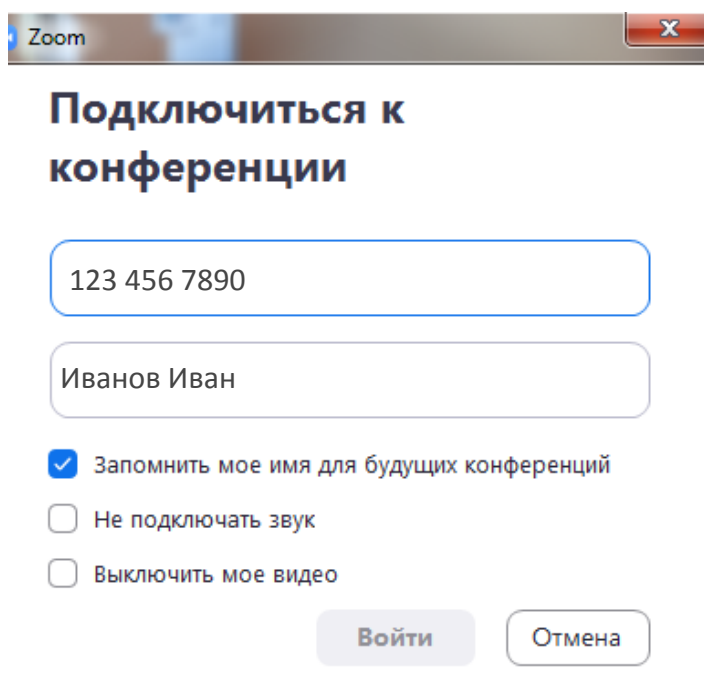 Zoom
Подключиться к
конференции
123 456 7890
Иванов Иван
Запомнить мое имя для будущих конференций
Не подключать звук
Выключить мое видео
Войти Отмена